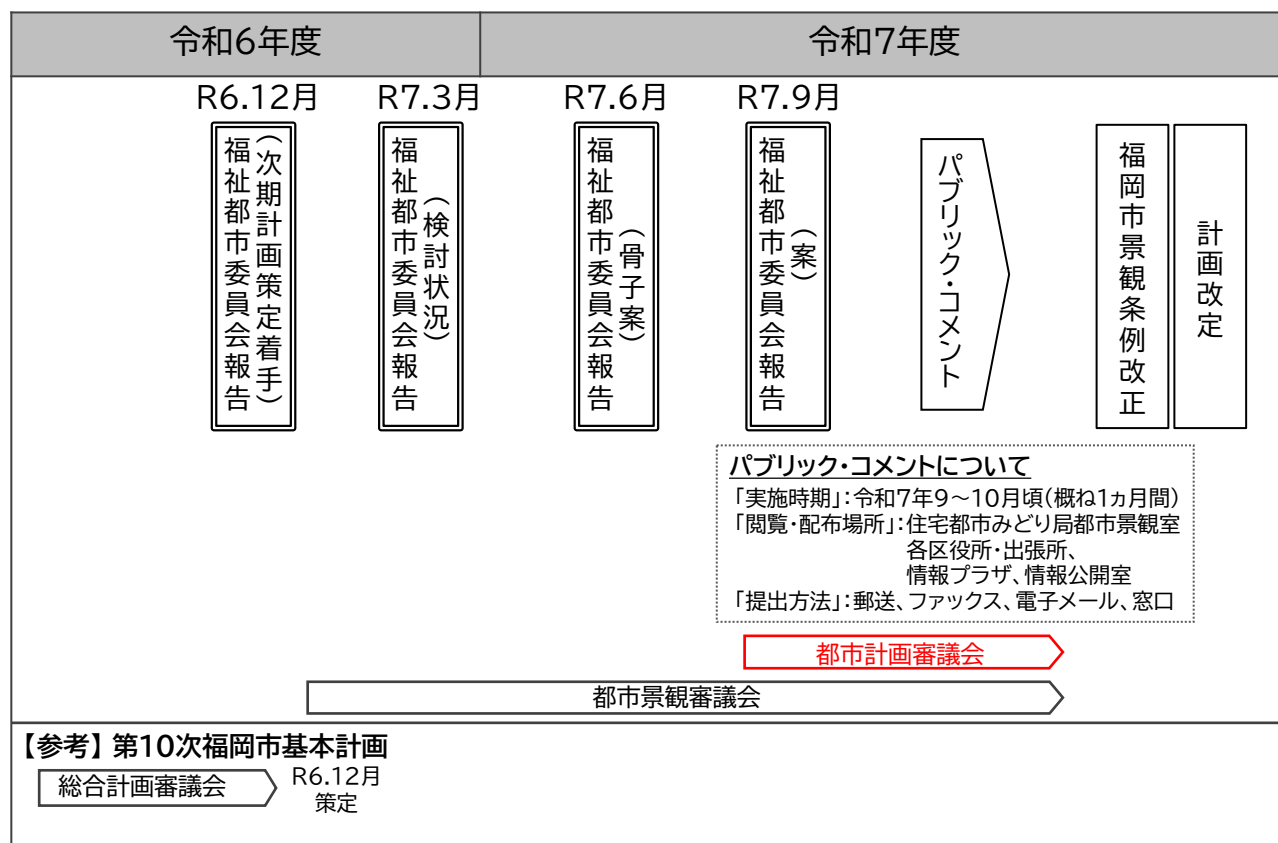 令和6年度
令和7年度
R6.12月
R7.3月
R7.6月
R7.9月
福祉都市委員会報告
（次期計画策定着手）
福祉都市委員会報告
（検討状況）
福祉都市委員会報告
（骨子案）
福祉都市委員会報告
（案）
パブリック・コメント
福岡市景観条例改正
計画改定
パブリック・コメントについて
「実施時期」：令和7年9～10月頃（概ね1ヵ月間）
「閲覧・配布場所」：住宅都市みどり局都市景観室
各区役所・出張所、
情報プラザ、情報公開室
「提出方法」：郵送、ファックス、電子メール、窓口
都市計画審議会
都市景観審議会
【参考】第10次福岡市基本計画
総合計画審議会
R6.12月
策定